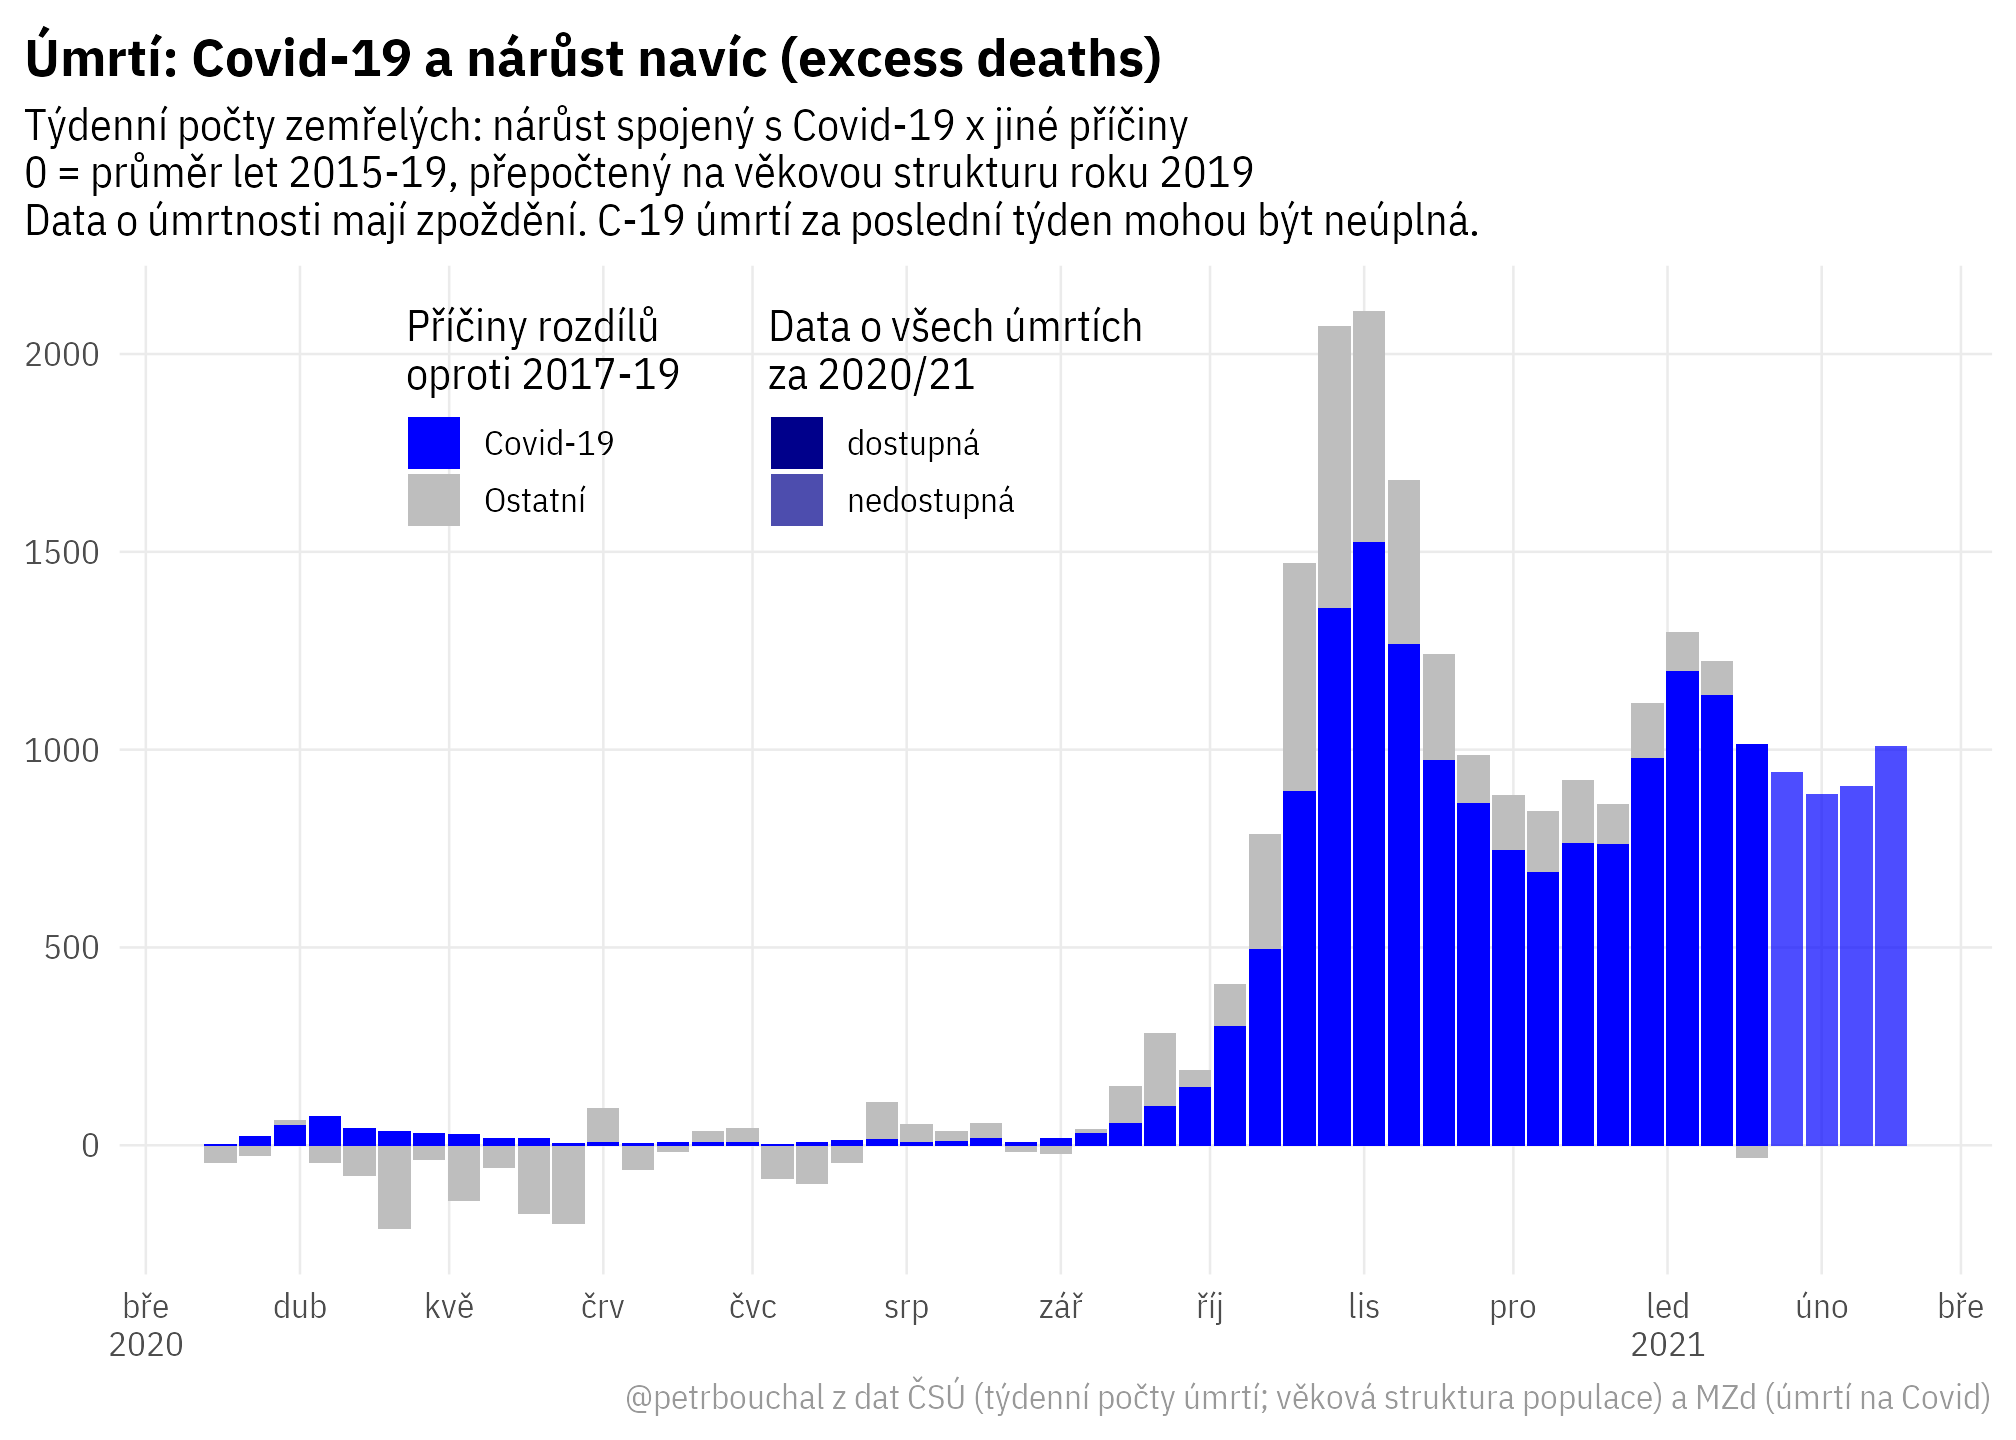 Úmrtí: Covid-19 a nárůst navíc (excess deaths)
Týdenní počty zemřelých: nárůst spojený s Covid-19 x jiné příčiny
0 = průměr let 2015-19, přepočtený na věkovou strukturu roku 2019
Data o úmrtnosti mají zpoždění. C-19 úmrtí za poslední týden mohou být neúplná.
Příčiny rozdílů
oproti 2017-19
Covid-19
Ostatní
Data o všech úmrtích
za 2020/21
dostupná
nedostupná
2000
1500
1000
500
0
bře dub kvě črv čvc srp zář říj lis pro led úno bře
2020 2021
@petrbouchal z dat ČSÚ (týdenní počty úmrtí; věková struktura populace) a MZd (úmrtí na Covid)